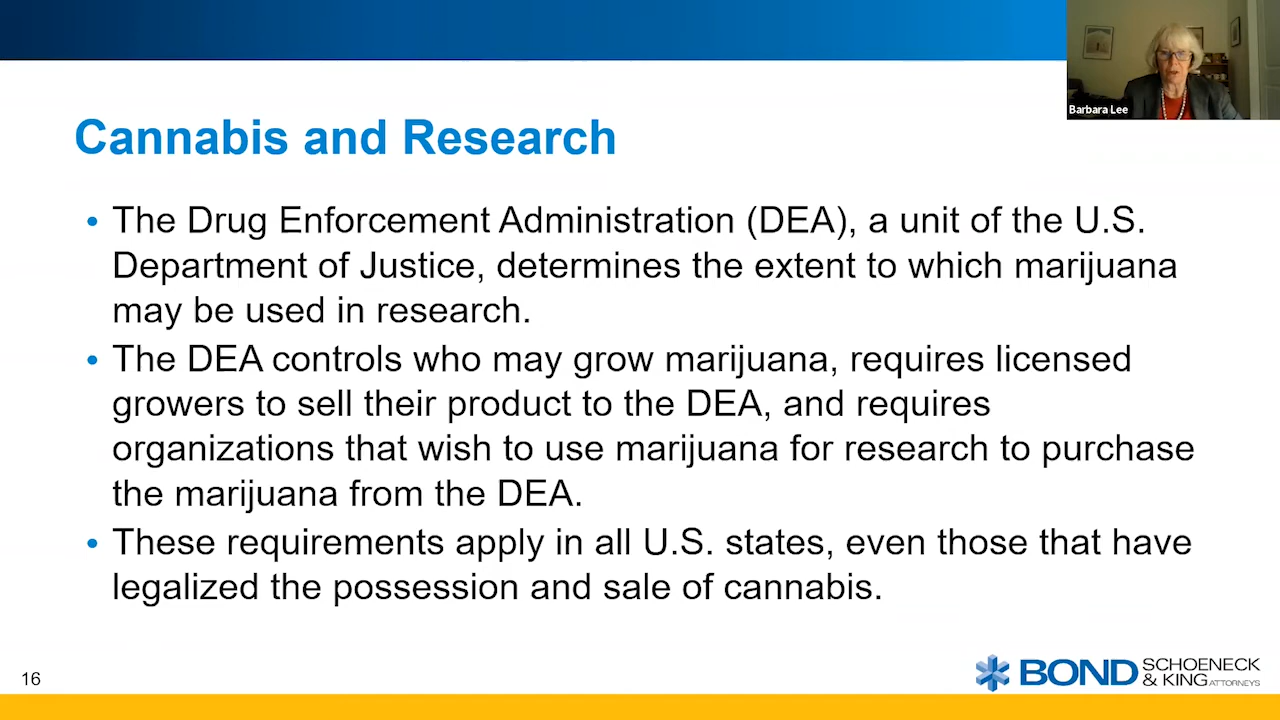 Barbara Lee
Cannabis and Research
• The Drug Enforcement Administration (DEA), a unit of the U.S.
Department of Justice, determines the extent to which marijuana
may be used in research.
• The DEA controls who may grow marijuana, requires licensed
growers to sell their product to the DEA, and requires
organizations that wish to use marijuana for research to purchase
the marijuana from the DEA.
• These requirements apply in all U.S. states, even those that have
legalized the possession and sale of cannabis.
16
BOND SCHOENECK
& KING ATTORNEYS